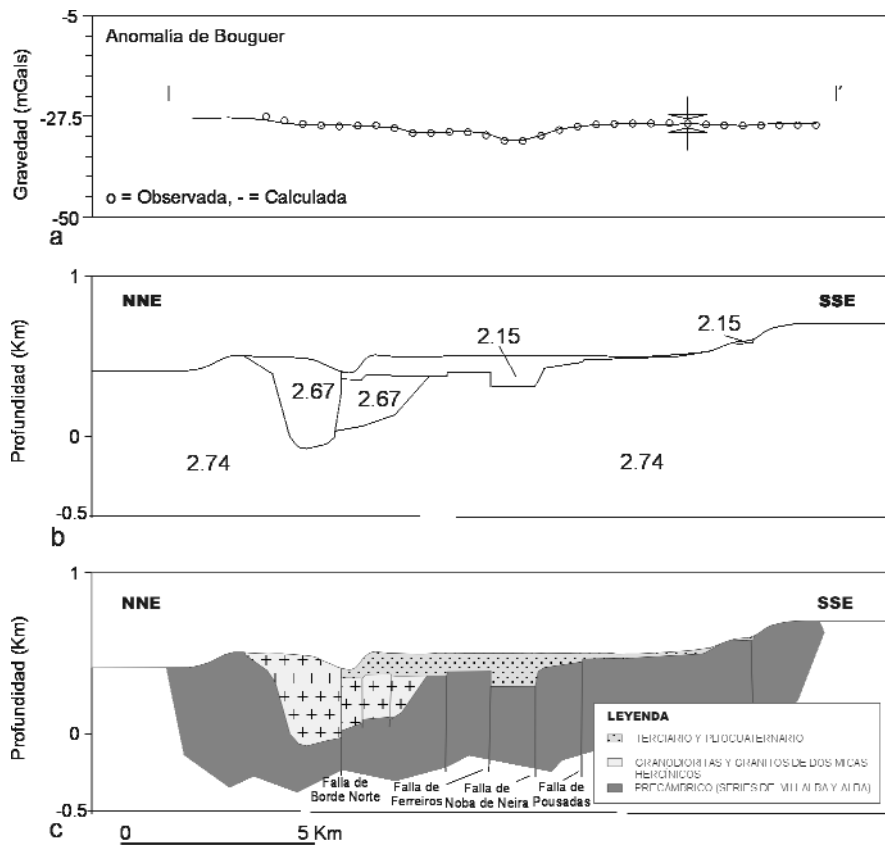 -5
Anomalia de Bouguer
Gravedad (mGals)
I
I'
-27.5
o = Observada, - = Calculada
-50
a
1
NNE
SSE
2.15
2.15
Profundidad (Km)
2.67
2.67
0
2.74
2.74
-0.5
b
1
NNE
SSE
Profundidad (Km)
0
LEYENDA
TERCIARIO Y PLIOCUATERNARIO
GRANODIORITAS Y GRANITOS DE DOS MICAS
HERCINICOS
PRECÁMBRICO (SERIES DE VILLALBA Y ALBA)
Falla de
Borde Norte
Falla de
Ferreiros
Falla de
Noba de Neira
Falla de
Pousadas
-0.5
c
0
5 Km